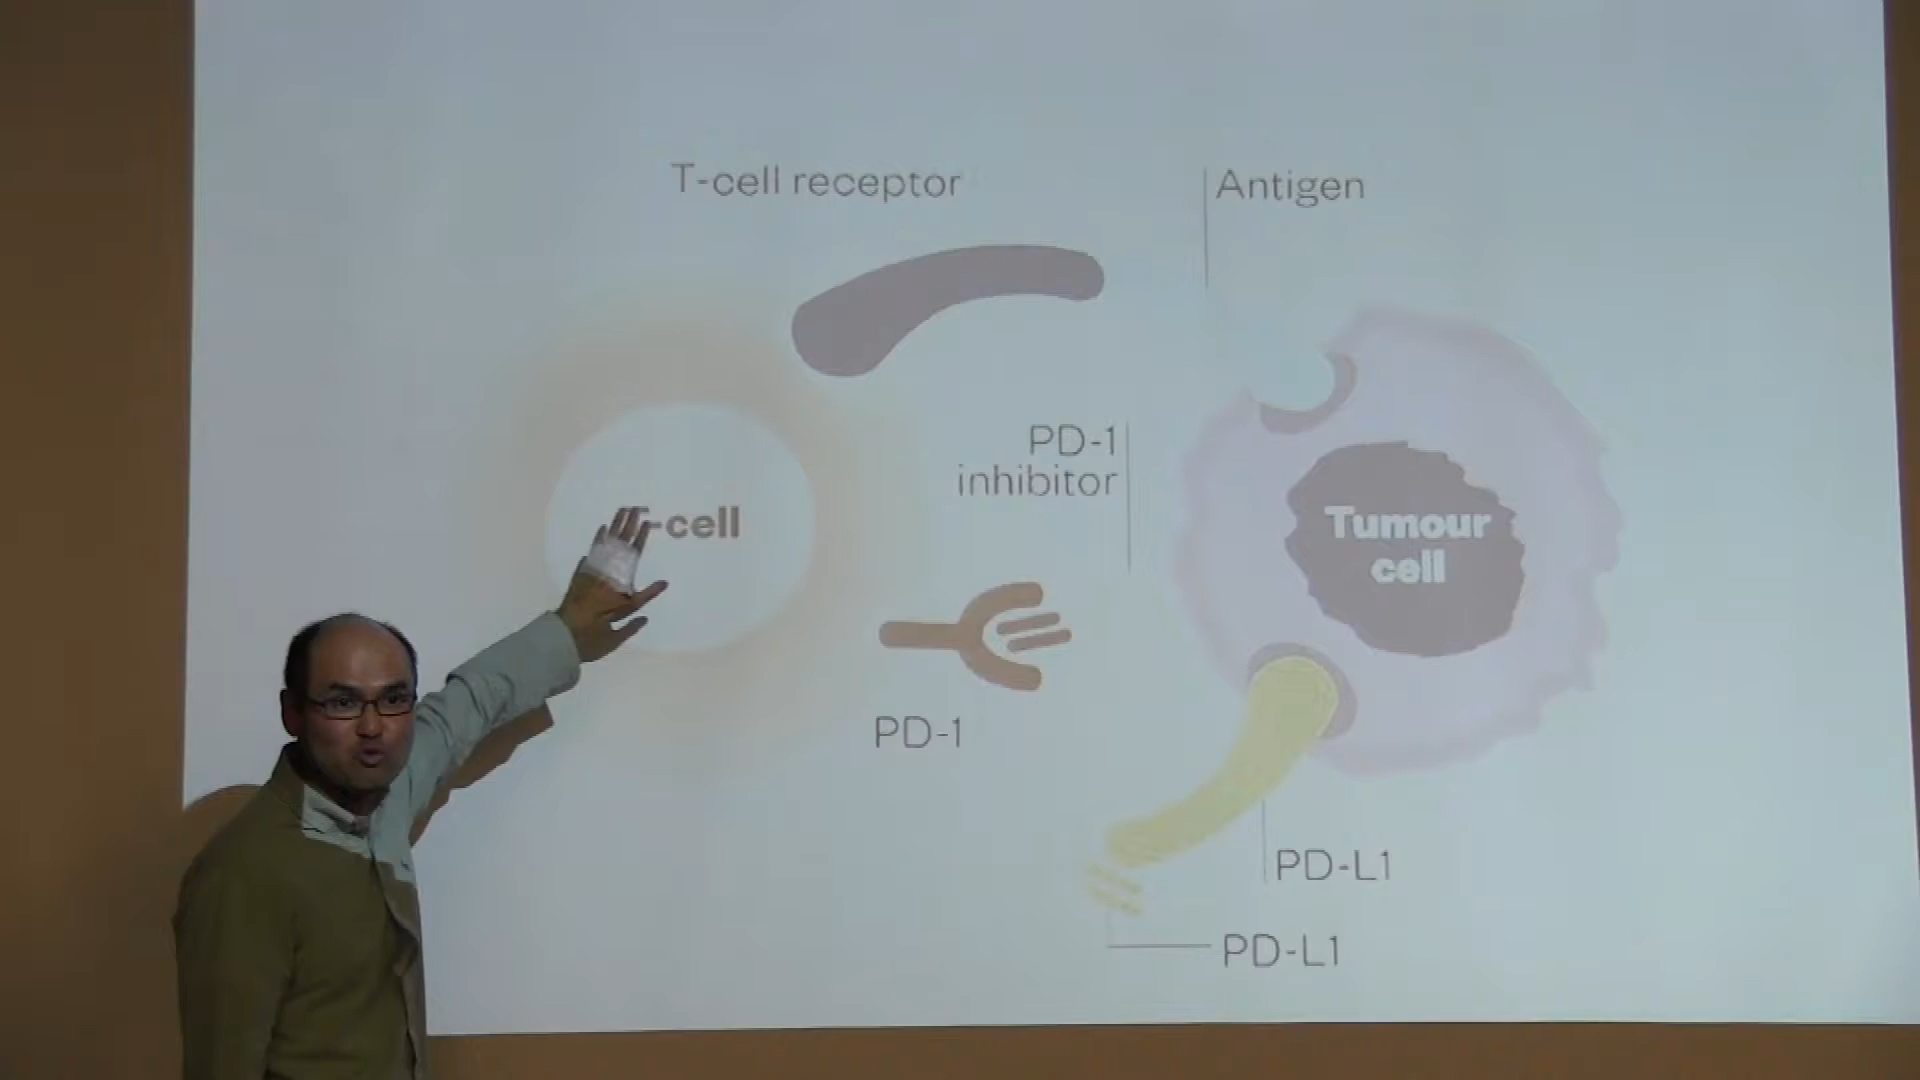 T-cell receptor
Antigen
PD-1
inhibitor
T-cell
Tumour
cell
PD-1
PD-L1
PD-L1